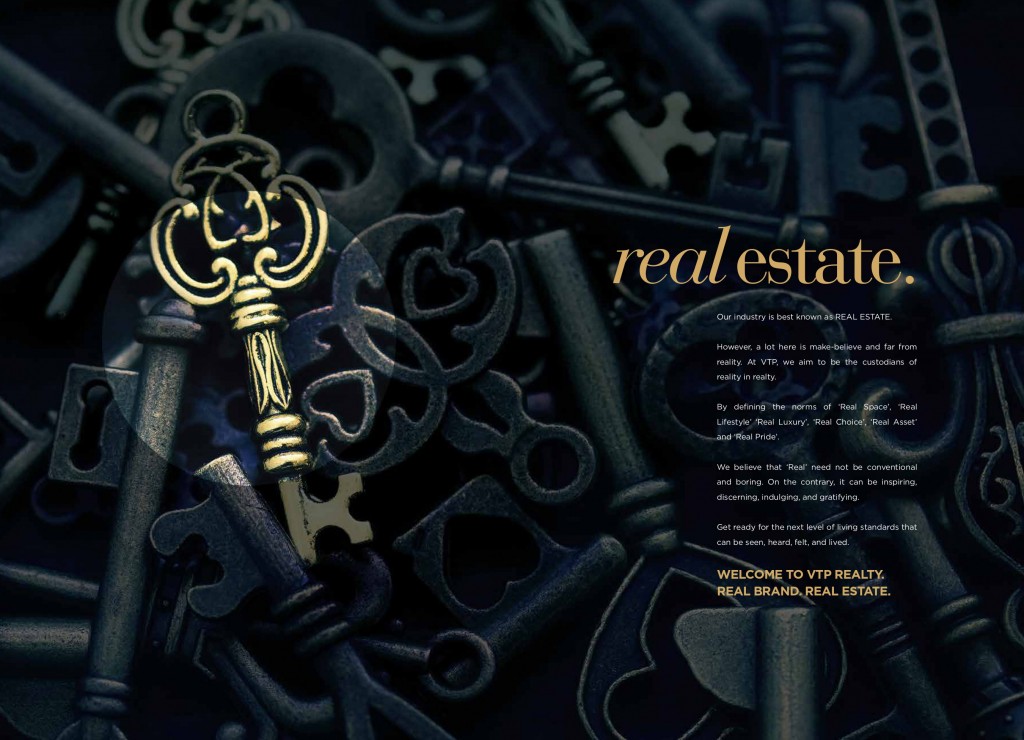 real estate.
Our industry is best known as REAL ESTATE.
However, a lot here is make-believe and far from
reality. At VTP, we aim to be the custodians of
reality in realty.
By defining the norms of ‘Real Space’, ‘Real
Lifestyle’ ‘Real Luxury’, ‘Real Choice’, ‘Real Asset’
and ‘Real Pride’.
We believe that ‘Real’ need not be conventional
and boring. On the contrary, it can be inspiring,
discerning, indulging, and gratifying.
Get ready for the next level of living standards that
can be seen, heard, felt, and lived.
WELCOME TO VTP REALTY.
REAL BRAND. REAL ESTATE.